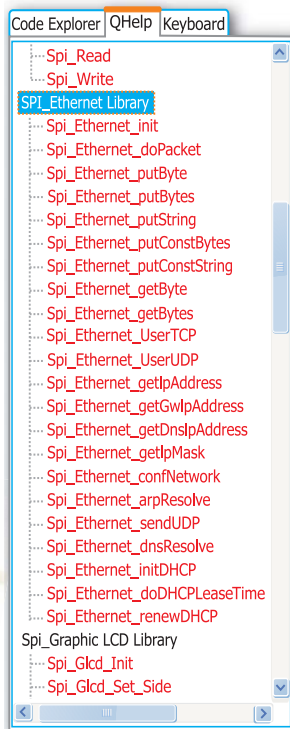 Code Explorer QHelp Keyboard
Spi_Read
Spi_Write
SPI_Ethernet Library
Spi_Ethernet_init
Spi_Ethernet_doPacket
Spi_Ethernet_putByte
Spi_Ethernet_putBytes
Spi_Ethernet_putString
Spi_Ethernet_putConstBytes
Spi_Ethernet_putConstString
Spi_Ethernet_getByte
Spi_Ethernet_getBytes
Spi_Ethernet_UserTCP
Spi_Ethernet_UserUDP
Spi_Ethernet_getIpAddress
Spi_Ethernet_getGwIpAddress
Spi_Ethernet_getDnsIpAddress
Spi_Ethernet_getIpMask
Spi_Ethernet_confNetwork
Spi_Ethernet_arpResolve
Spi_Ethernet_sendUDP
Spi_Ethernet_dnsResolve
Spi_Ethernet_initDHCP
Spi_Ethernet_doDHCPLeaseTime
Spi_Ethernet_renewDHCP
Spi_Graphic LCD Library
Spi_Glcd_Init
Spi_Glcd_Set_Side